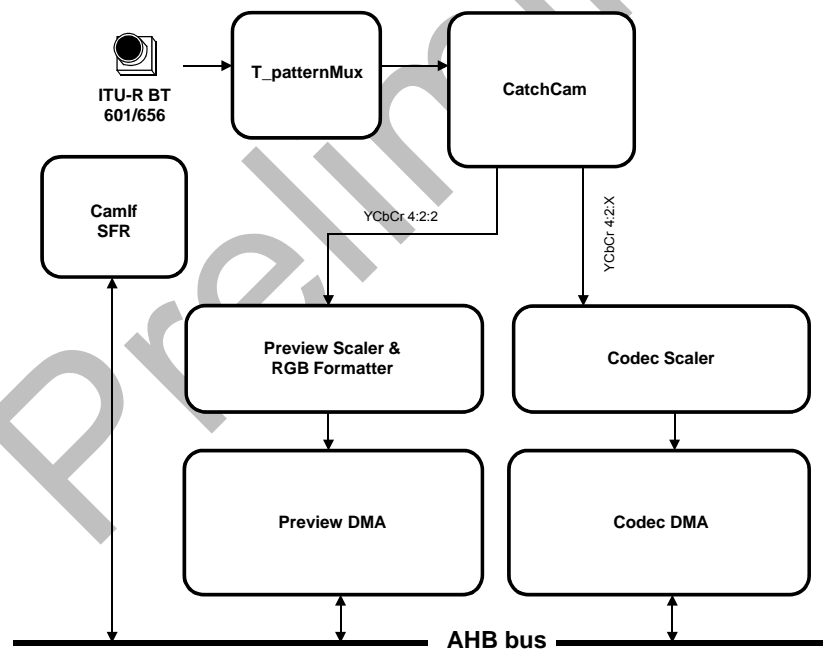 T_patternMux
CatchCam
ITU-R BT
601/656
CamIf
SFR
YCbCr 4:2:2
YCbCr 4:2:X
Preview Scaler &
RGB Formatter
Codec Scaler
Preview DMA
Codec DMA
AHB bus
Prelim